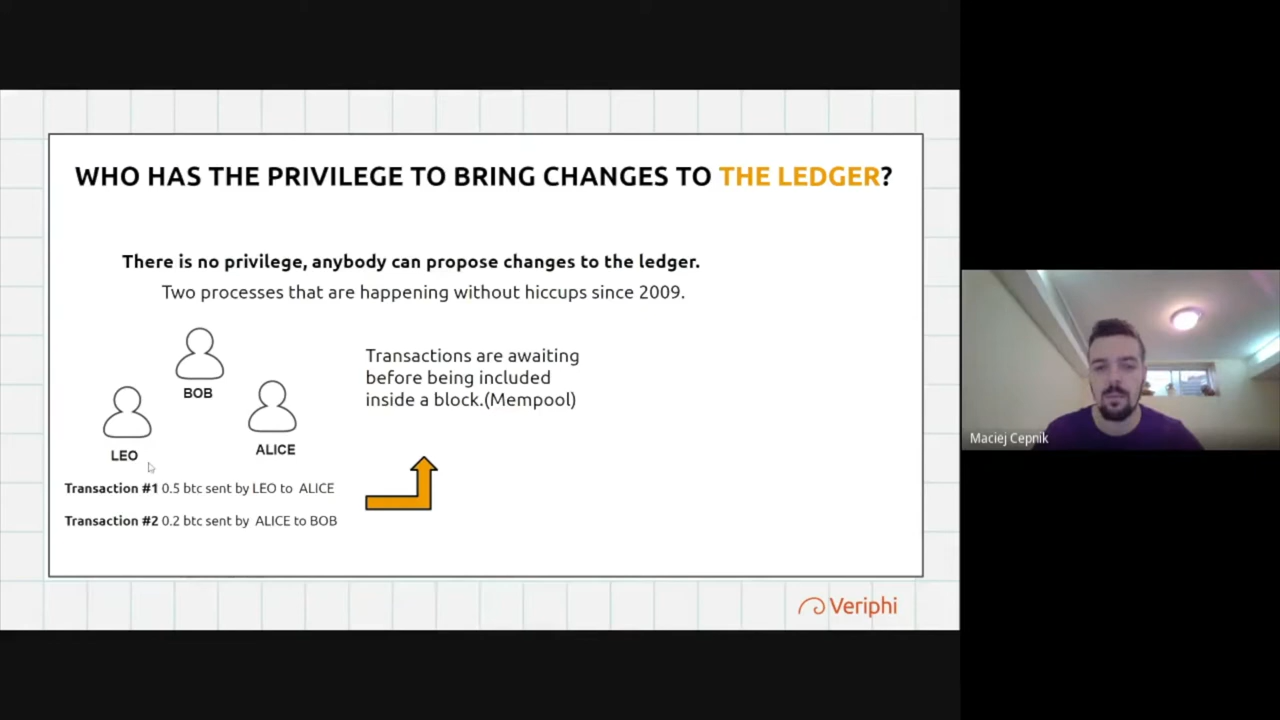 WHO HAS THE PRIVILEGE TO BRING CHANGES TO THE LEDGER?
There is no privilege, anybody can propose changes to the ledger.
Two processes that are happening without hiccups since 2009.
BOB
LEO
ALICE
Transactions are awaiting
before being included
inside a block.(Mempool)
Transaction #1 0.5 btc sent by LEO to ALICE
Transaction #2 0.2 btc sent by ALICE to BOB
Veriphi
Maciej Cepnik